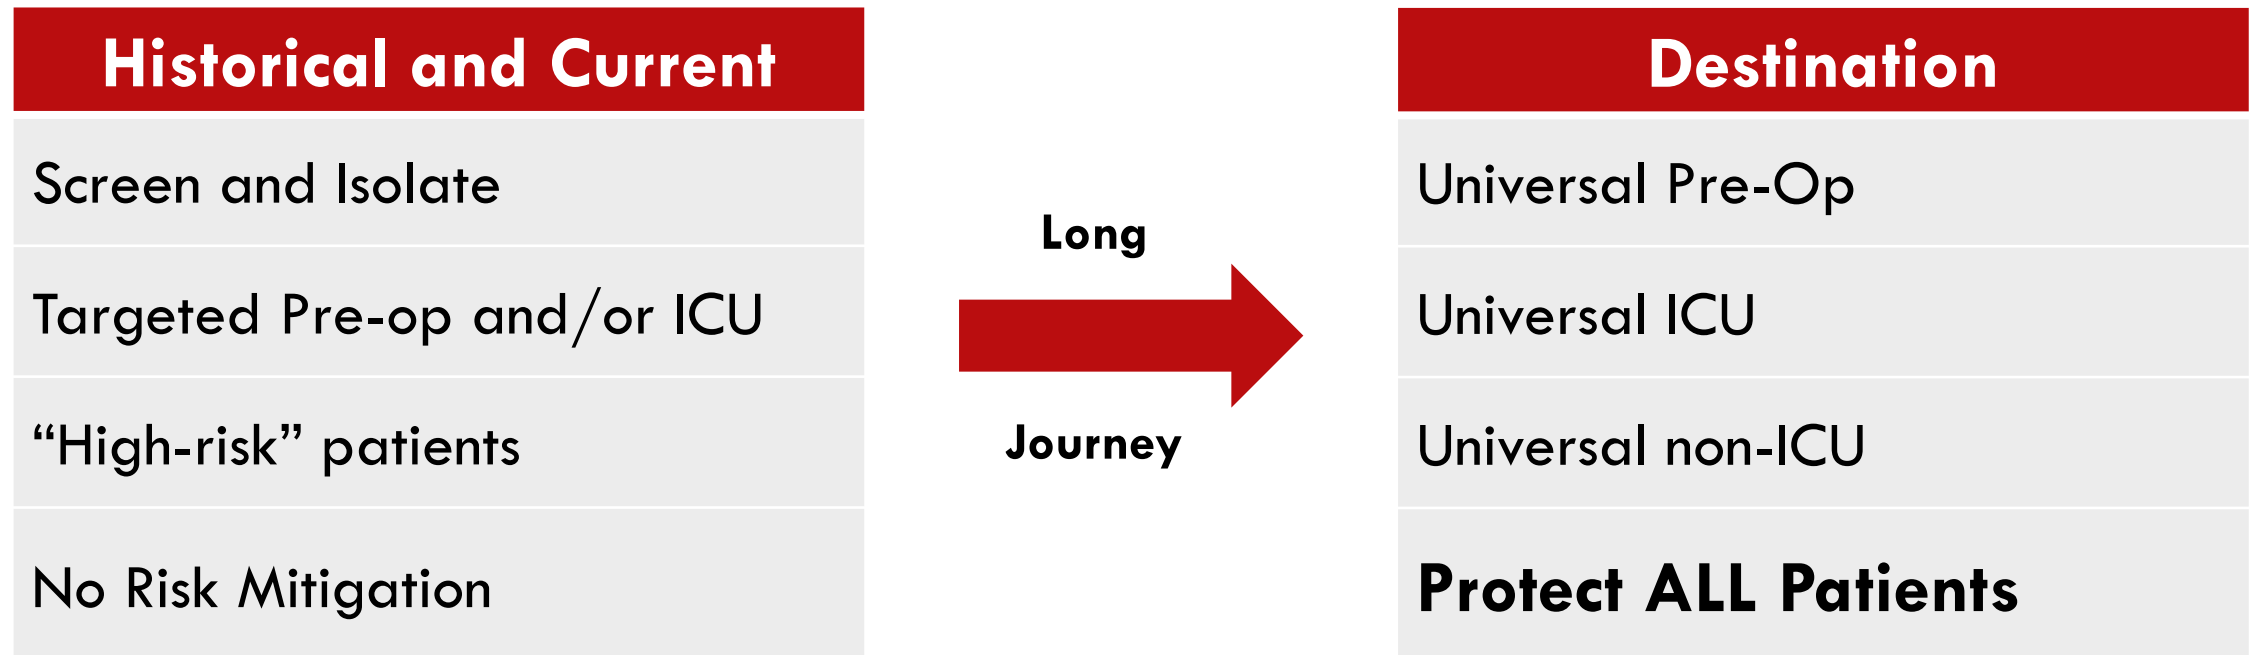 Historical and Current
Screen and Isolate
Targeted Pre-op and/or ICU
“High-risk” patients
No Risk Mitigation
Long
Journey
Destination
Universal Pre-Op
Universal ICU
Universal non-ICU
Protect ALL Patients